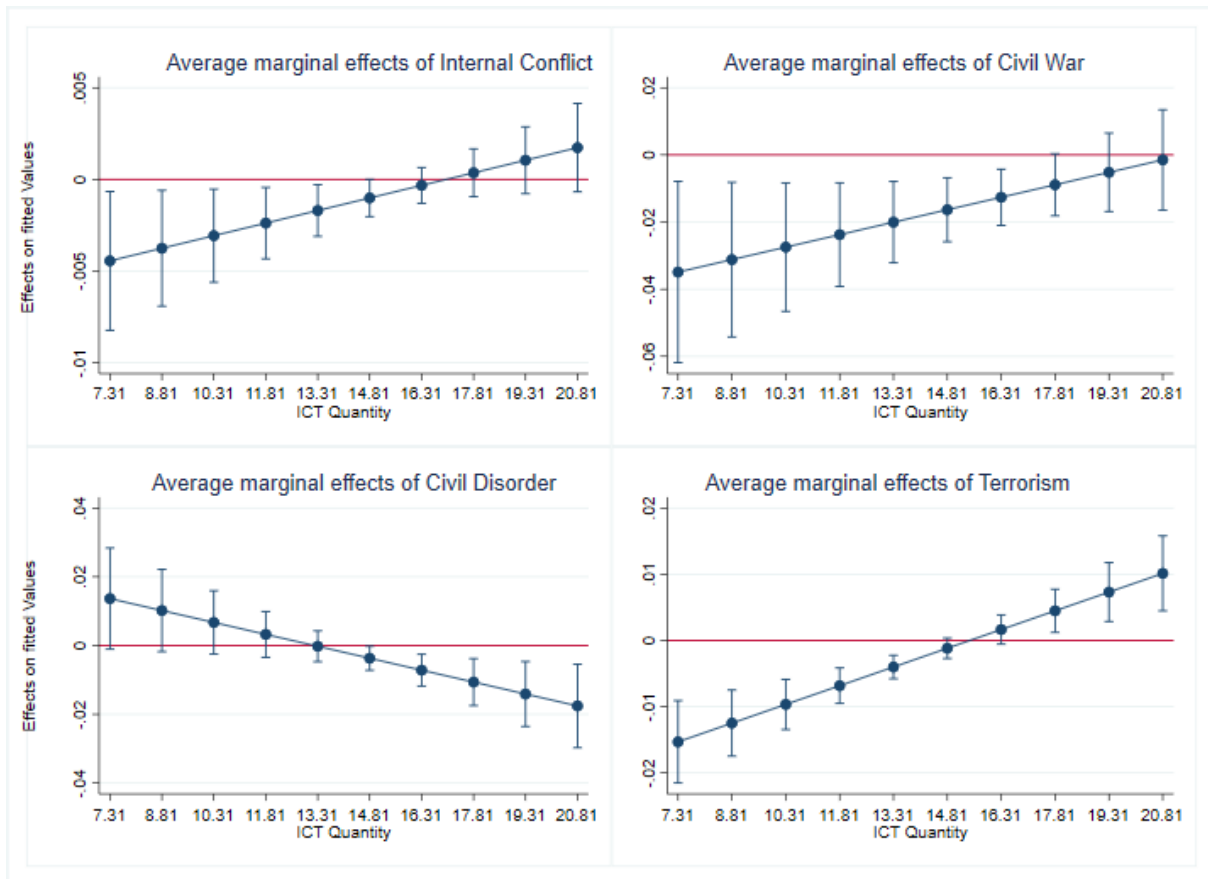 Average marginal effects of Internal Conflict
Effects on fitted Values
.005
0
-.005
-.01
7.31 8.81 10.31 11.81 13.31 14.81 16.31 17.81 19.31 20.81
ICT Quantity
Average marginal effects of Civil War
.02
0
-.02
-.04
-.06
7.31 8.81 10.31 11.81 13.31 14.81 16.31 17.81 19.31 20.81
ICT Quantity
Average marginal effects of Civil Disorder
Effects on fitted Values
.04
.02
0
-.02
-.04
7.31 8.81 10.31 11.81 13.31 14.81 16.31 17.81 19.31 20.81
ICT Quantity
Average marginal effects of Terrorism
.02
.01
0
-.01
-.02
7.31 8.81 10.31 11.81 13.31 14.81 16.31 17.81 19.31 20.81
ICT Quantity